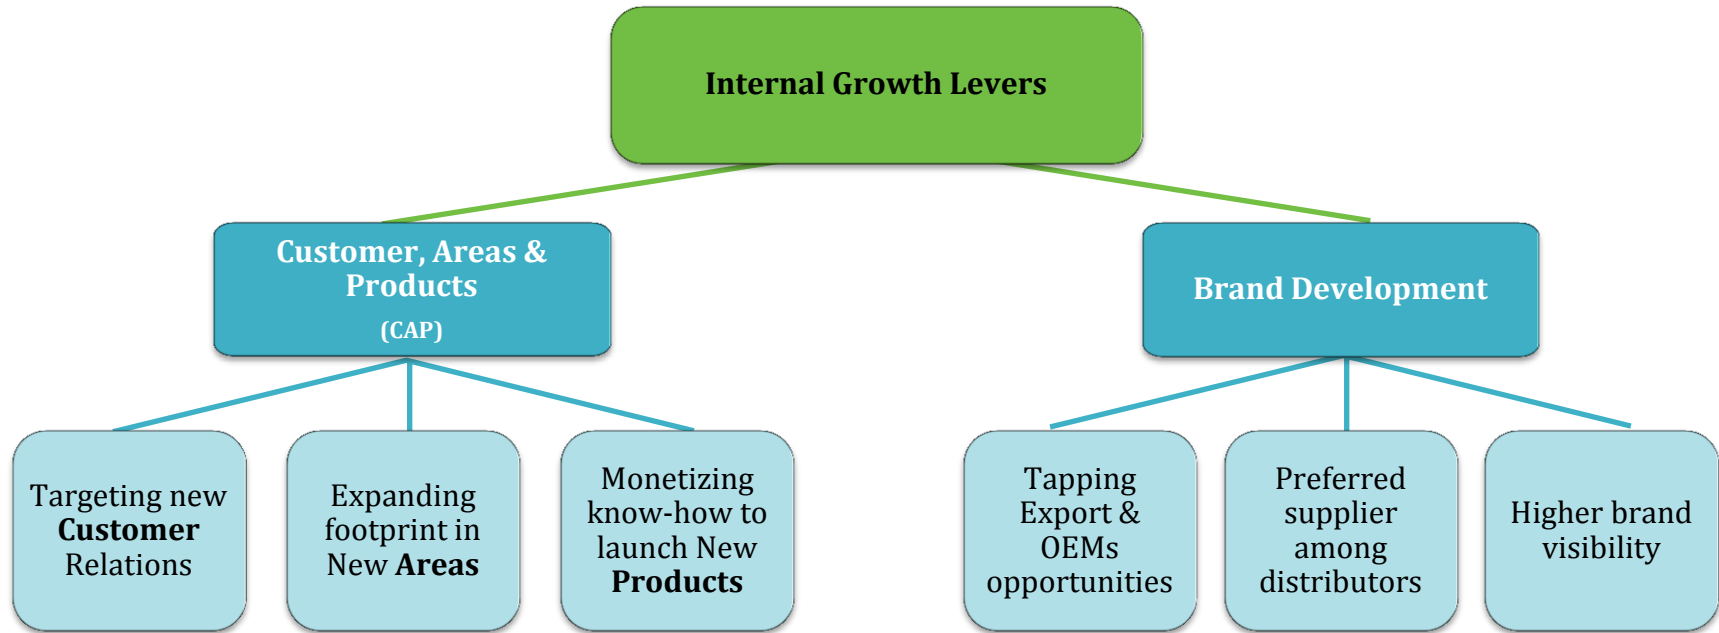 Internal Growth Levers
Customer, Areas &
Products
(CAP)
Brand Development
Targeting new
Customer
Relations
Expanding
footprint in
New Areas
Monetizing
know-how to
launch New
Products
Tapping
Export &
OEMs
opportunities
Preferred
supplier
among
distributors
Higher brand
visibility